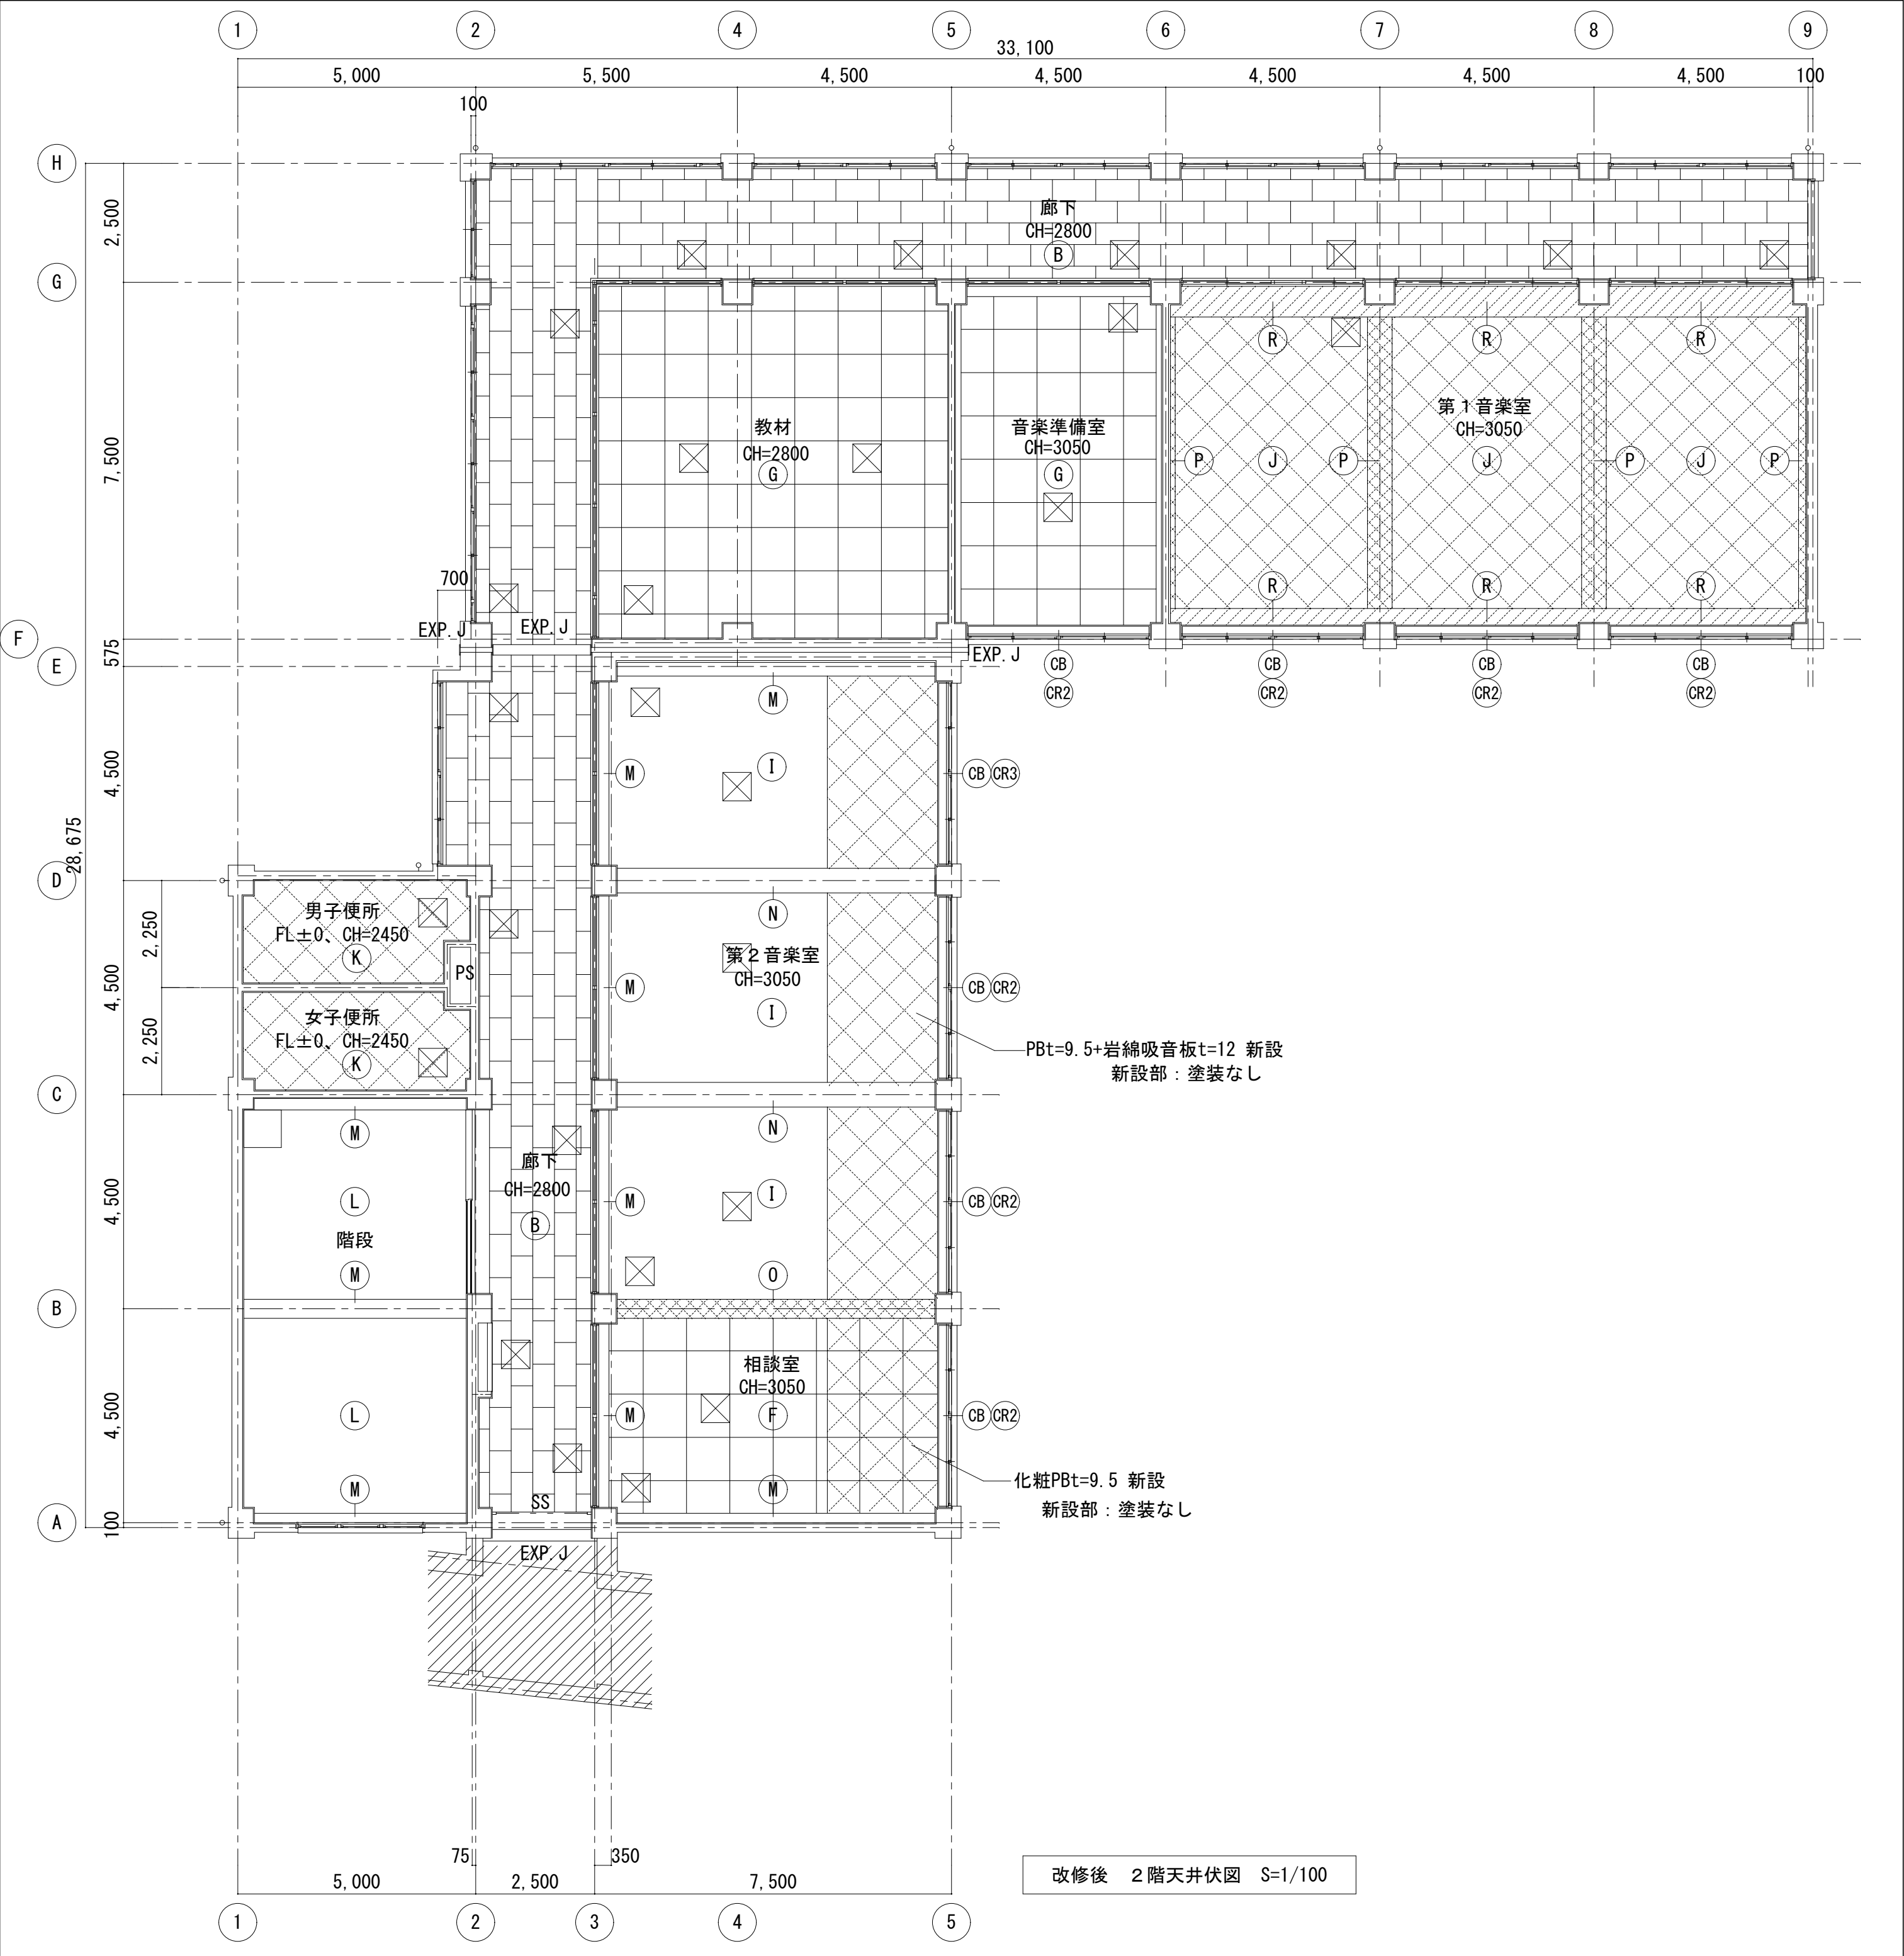 1 2 4 5 6 7 8 9
33,100
5,000 5,500 4,500 4,500 4,500 4,500 4,500 100
100
H
2,500
廊下
CH=2800
B
G
7,500
R R R
教材
CH=2800
G
音楽準備室
CH=3050
G
第1音楽室
CH=3050
P J P J P J P
700
R R R
EXP.J EXP.J
F
575
EXP.J
E
CB CB CB CB
CR2 CR2 CR2 CR2
M
4,500
M I CB CR3
28,675
D
2,250
男子便所
FL±0、CH=2450
K
PS
N
第2音楽室
CH=3050
4,500
M CB CR2
I
2,250
女子便所
FL±0、CH=2450
K
PBt=9.5+岩綿吸音板t=12 新設
新設部：塗装なし
C
M
N
廊下
CH=2800
B
4,500
L
階段
M
M I CB CR2
O
B
相談室
CH=3050
4,500
L
M F CB CR2
化粧PBt=9.5 新設
新設部：塗装なし
M
M
SS
A
100
EXP.J
75 350
5,000 2,500 7,500
改修後 2階天井伏図 S=1/100
1 2 3 4 5